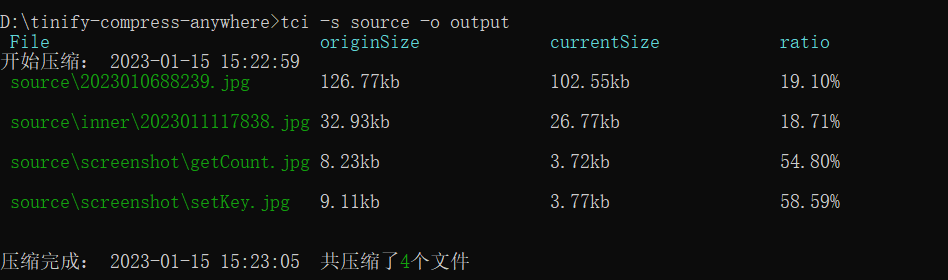 D:\tinify-compress-anywhere>tci -s source -o output
File originSize currentSize ratio
开始压缩： 2023-01-15 15:22:59
source\2023010688239.jpg 126.77kb 102.55kb 19.10%
source\inner\2023011117838.jpg 32.93kb 26.77kb 18.71%
source\screenshot\getCount.jpg 8.23kb 3.72kb 54.80%
source\screenshot\setKey.jpg 9.11kb 3.77kb 58.59%
压缩完成： 2023-01-15 15:23:05 共压缩了4个文件